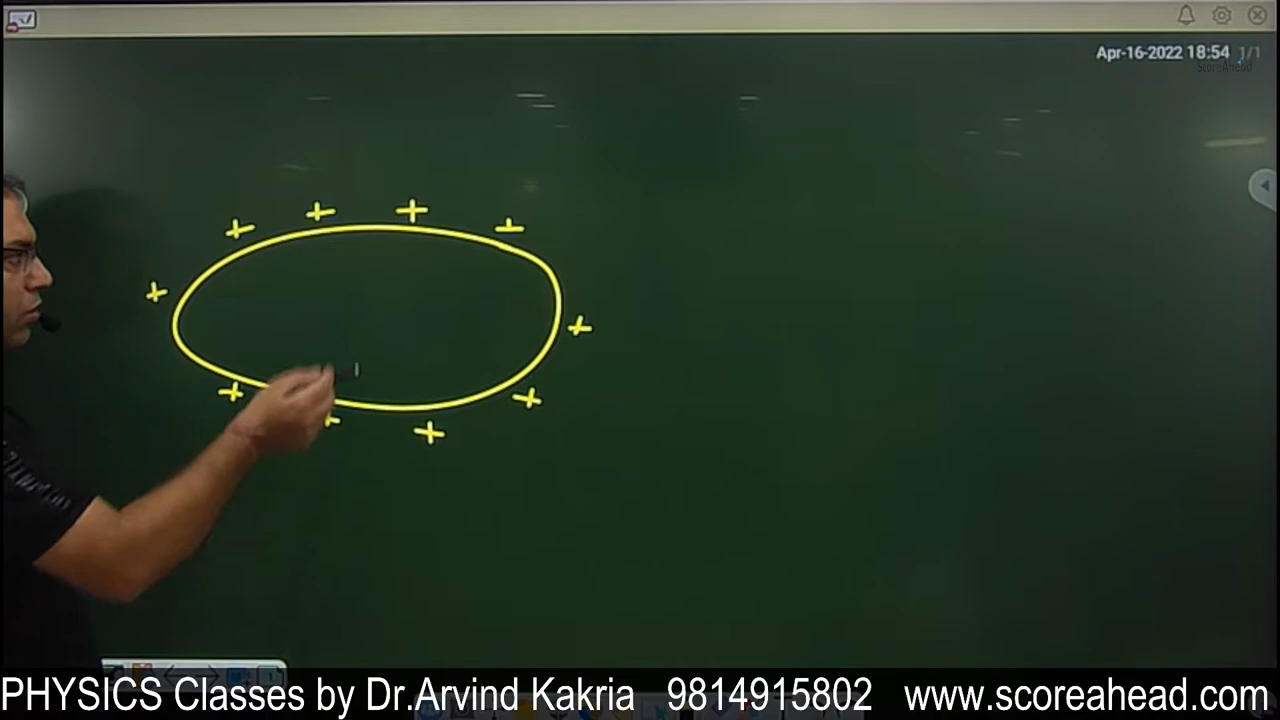 Apr-16-2022 18:54 1/1
ScoreAhead
+ + + +
+
+
+ +
+ +
PHYSICS Classes by Dr.Arvind Kakria 9814915802 www.scoreahead.com